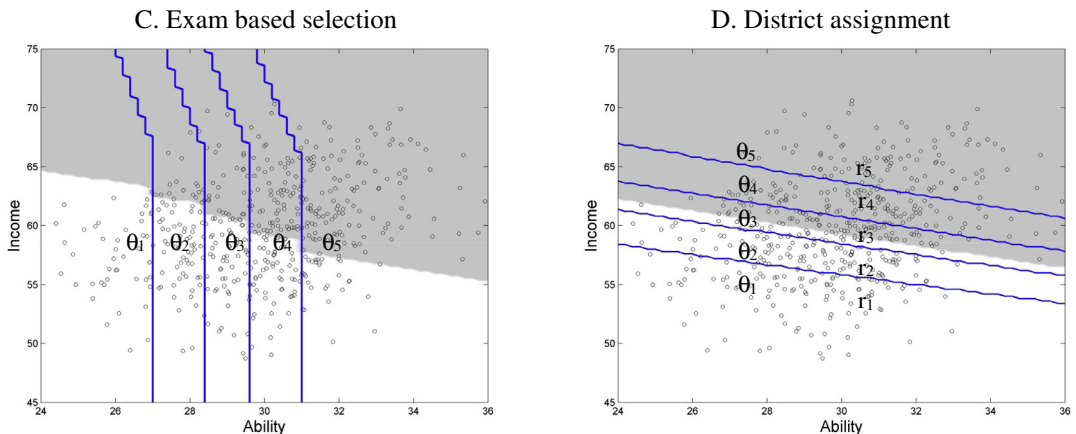 C. Exam based selection
75
70
65
60
55
50
45
24 26 28 30 32 34 36
Income
Ability
θ1 θ2 θ3 θ4 θ5
D. District assignment
75
70
65
60
55
50
45
24 26 28 30 32 34 36
Income
Ability
θ5 r5
θ4 r4
θ3 r3
θ2 r2
θ1 r1